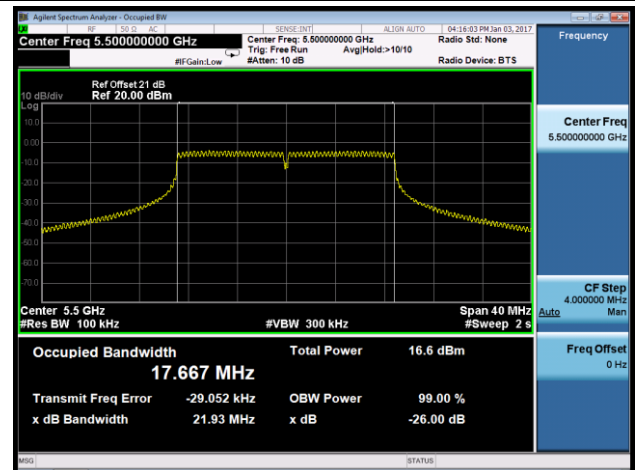 Agilent Spectrum Analyzer - Occupied BW
RF 50 Ω AC SENSE:INT ALIGN AUTO 04:16:03 PM Jan 03, 2017
Center Freq 5.500000000 GHz
Center Freq: 5.500000000 GHz
Radio Std: None
Trig: Free Run Avg|Hold:>10/10
#IFGain:Low #Atten: 10 dB Radio Device: BTS
Ref Offset 21 dB
10 dB/div Ref 20.00 dBm
Log
10.0
0.00
-10.0
-20.0
-30.0
-40.0
-50.0
-60.0
-70.0
Center 5.5 GHz Span 40 MHz
#Res BW 100 kHz #VBW 300 kHz #Sweep 2 s
Occupied Bandwidth Total Power 16.6 dBm
17.667 MHz
Transmit Freq Error -29.052 kHz OBW Power 99.00 %
x dB Bandwidth 21.93 MHz x dB -26.00 dB
MSG STATUS
Frequency
Center Freq
5.500000000 GHz
CF Step
4.000000 MHz
Auto Man
Freq Offset
0 Hz